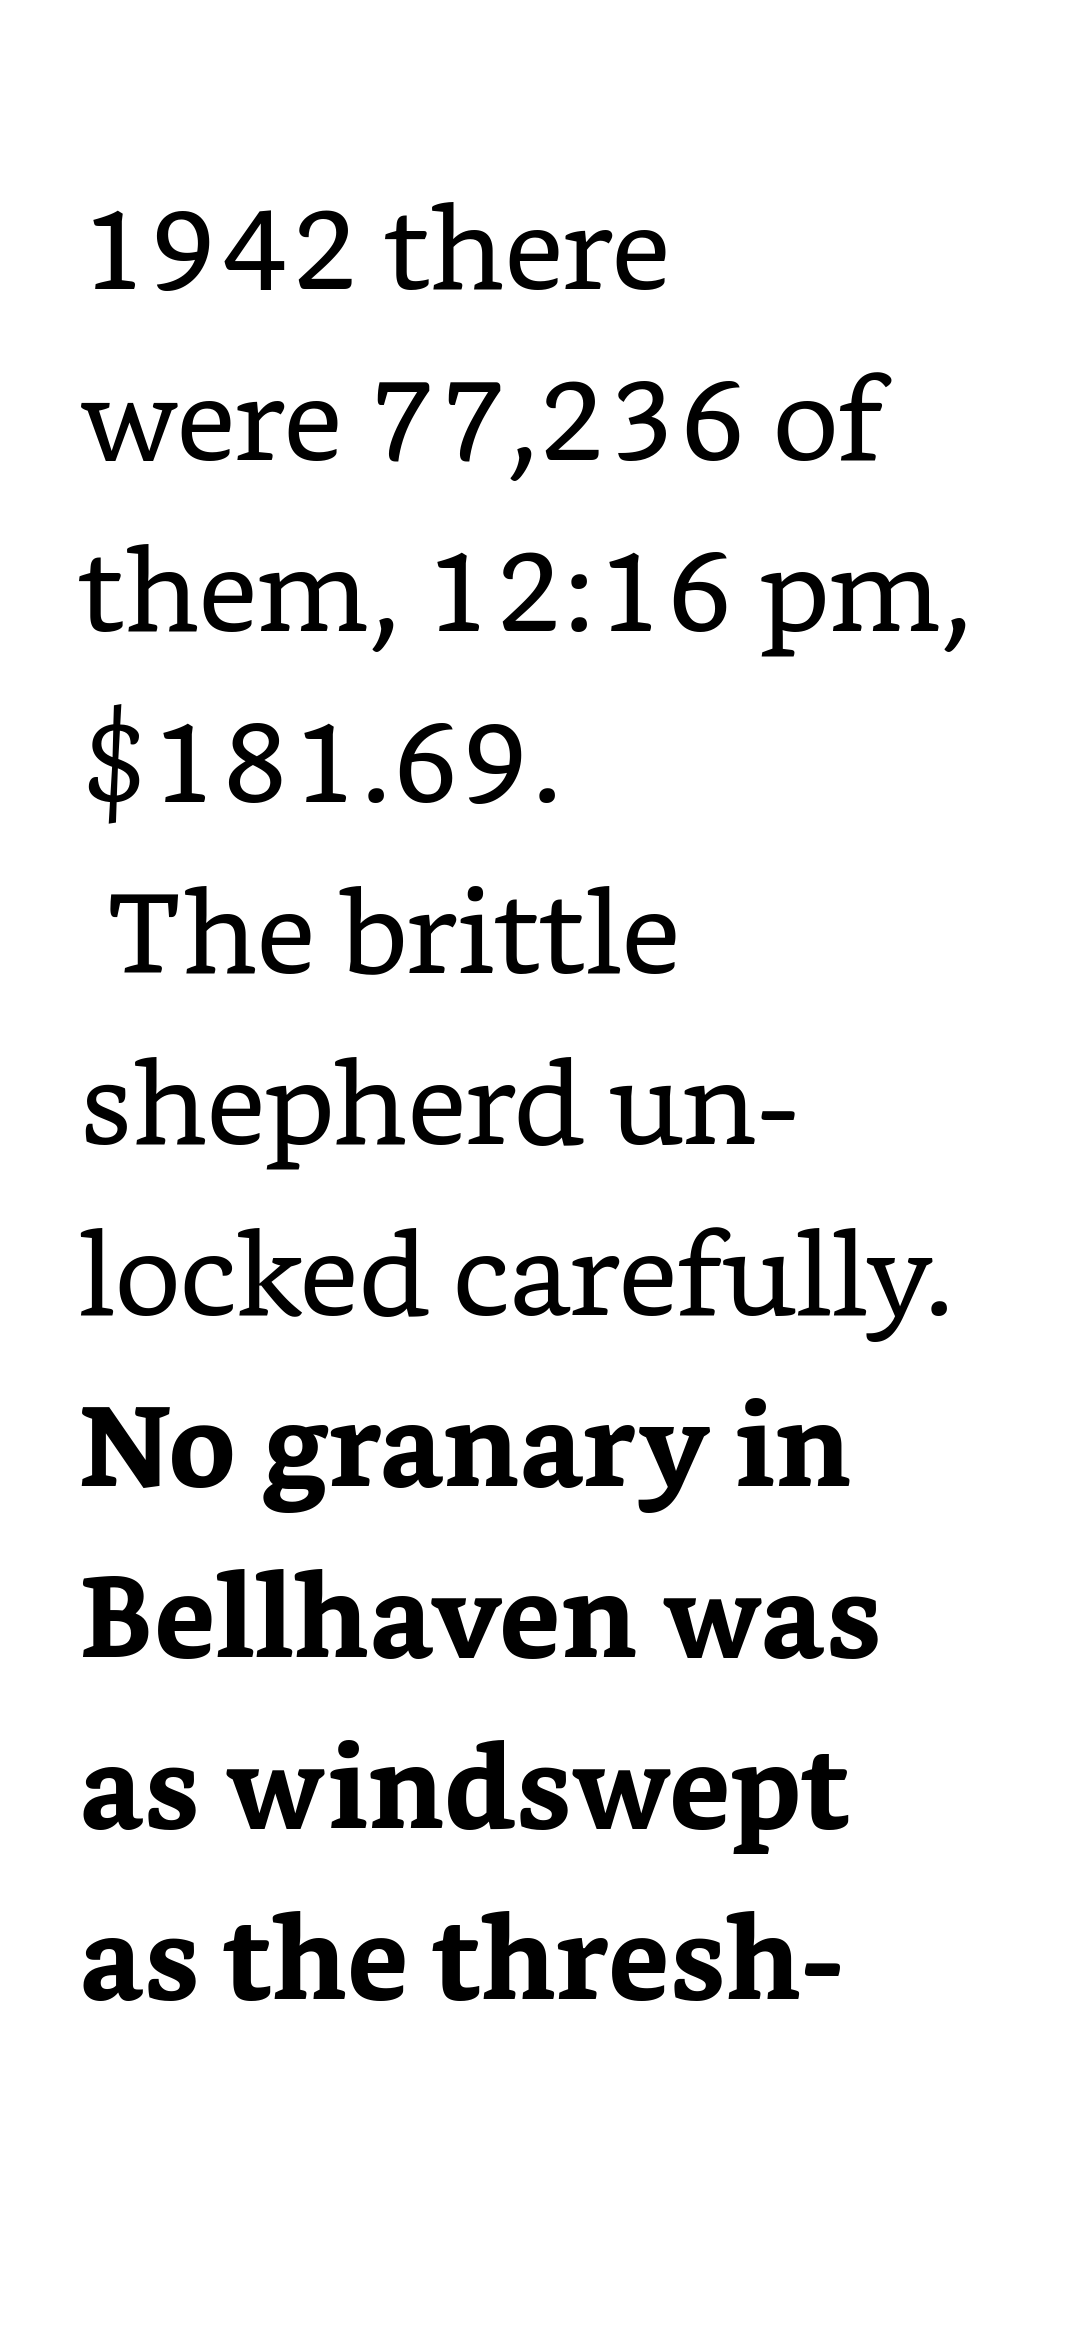 1942 there
were 77,236 of
them, 12:16 pm,
$181.69.
The brittle
shepherd un-
locked carefully.
No granary in
Bellhaven was
as windswept
as the thresh-